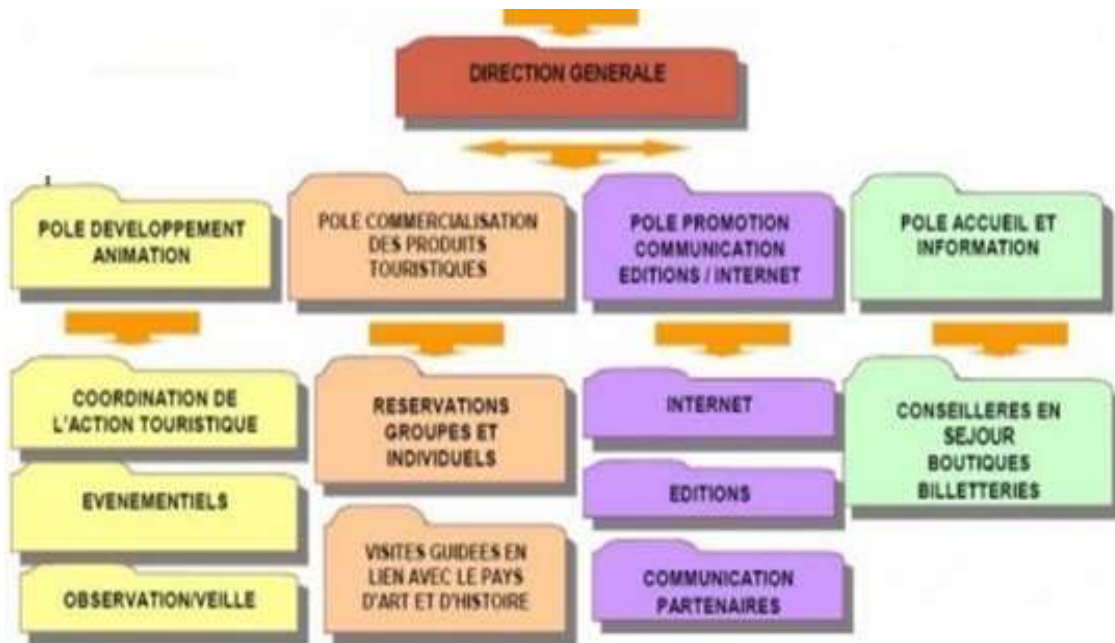 DIRECTION GENERALE
POLE DEVELOPPEMENT
ANIMATION
POLE COMMERCIALISATION
DES PRODUITS
TOURISTIQUES
POLE PROMOTION
COMMUNICATION
EDITIONS / INTERNET
POLE ACCUEIL ET
INFORMATION
COORDINATION DE
L'ACTION TOURISTIQUE
EVENEMENTIELS
OBSERVATION/VEILLE
RESERVATIONS
GROUPES ET
INDIVIDUELS
VISITES GUIDEES EN
LIEN AVEC LE PAYS
D'ART ET D'HISTOIRE
INTERNET
EDITIONS
COMMUNICATION
PARTENAIRES
CONSEILLERES EN
SEJOUR
BOUTIQUES
BILLETTERIES